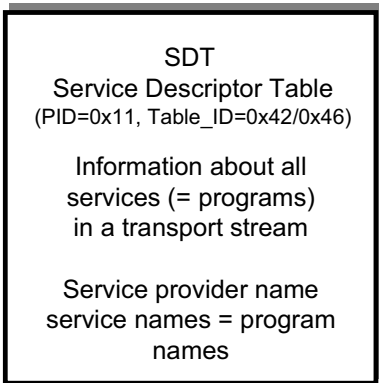 SDT
Service Descriptor Table
(PID=0x11, Table_ID=0x42/0x46)
Information about all
services (= programs)
in a transport stream
Service provider name
service names = program
names